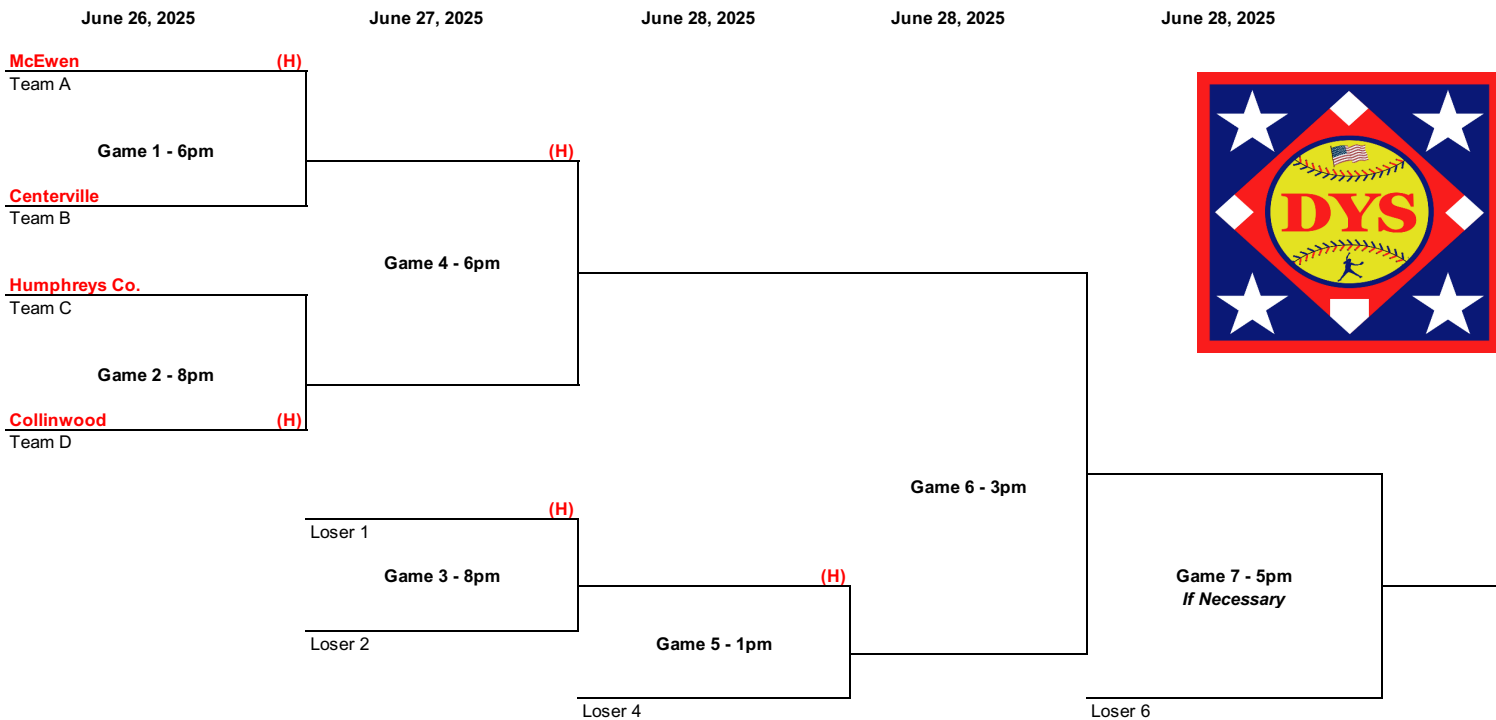 June 26, 2025 June 27, 2025 June 28, 2025 June 28, 2025 June 28, 2025
McEwen (H)
Team A
Game 1 - 6pm
(H)
Centerville
Team B
DYS
Game 4 - 6pm
Humphreys Co.
Team C
Game 2 - 8pm
Collinwood (H)
Team D
Game 6 - 3pm
(H)
Loser 1
Game 3 - 8pm
(H)
Game 7 - 5pm
If Necessary
Loser 2
Game 5 - 1pm
Loser 4
Loser 6